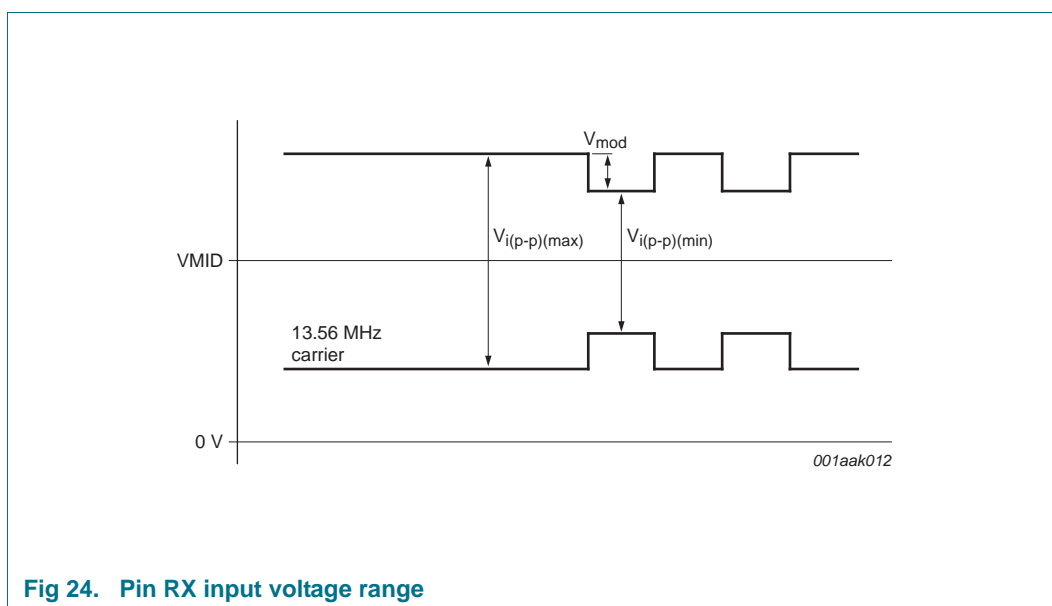 Vmod
Vi(p-p)(max)
Vi(p-p)(min)
VMID
13.56 MHz
carrier
0 V
001aak012
Fig 24. Pin RX input voltage range